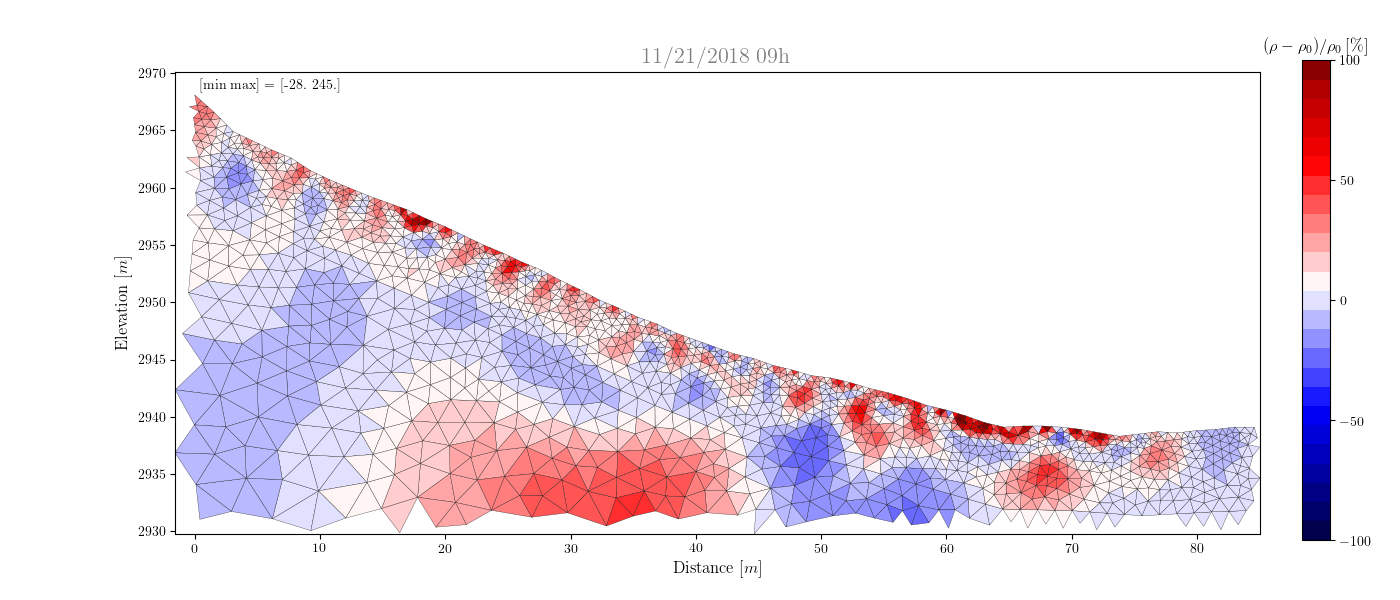 11/21/2018 09h
(ρ − ρ₀)/ρ₀ [%]
[min max] = [-28. 245.]
2970
2965
2960
2955
2950
2945
2940
2935
2930
Elevation [m]
0 10 20 30 40 50 60 70 80
Distance [m]
100
50
0
−50
−100